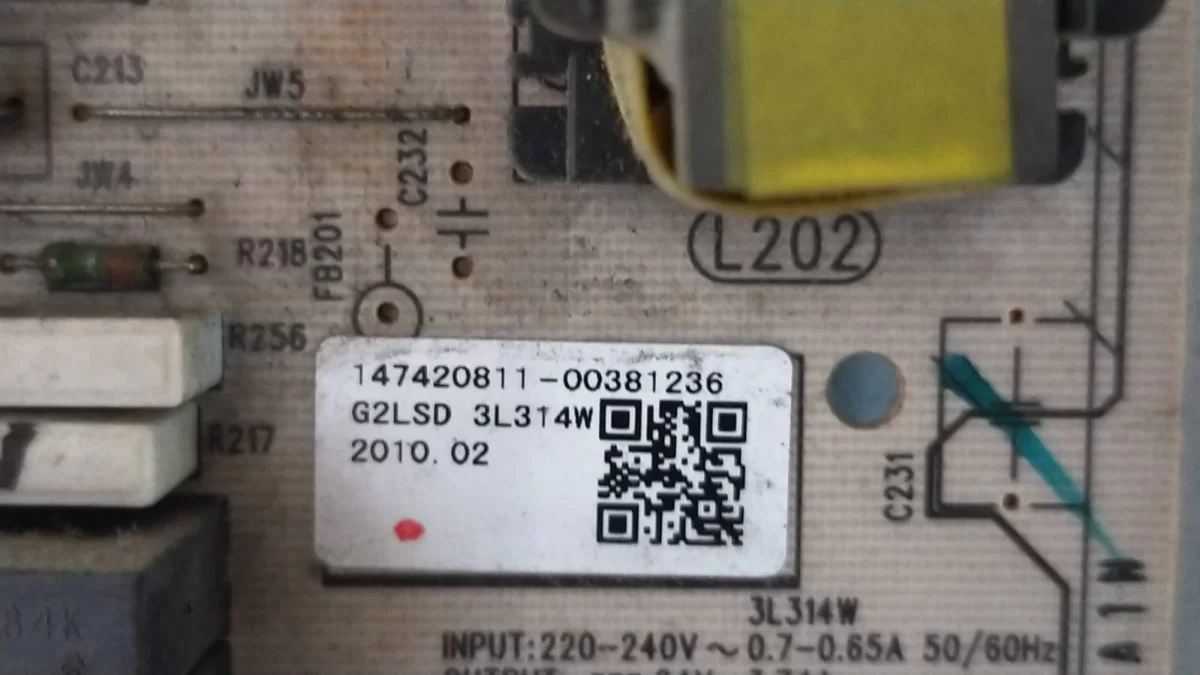 C213
JW5
C232
JW4
R218
FB201
L202
R256
147420811-00381236
G2LSD 3L314W
2010.02
R217
C231
84K
3L314W
INPUT:220-240V~0.7-0.65A 50/60Hz